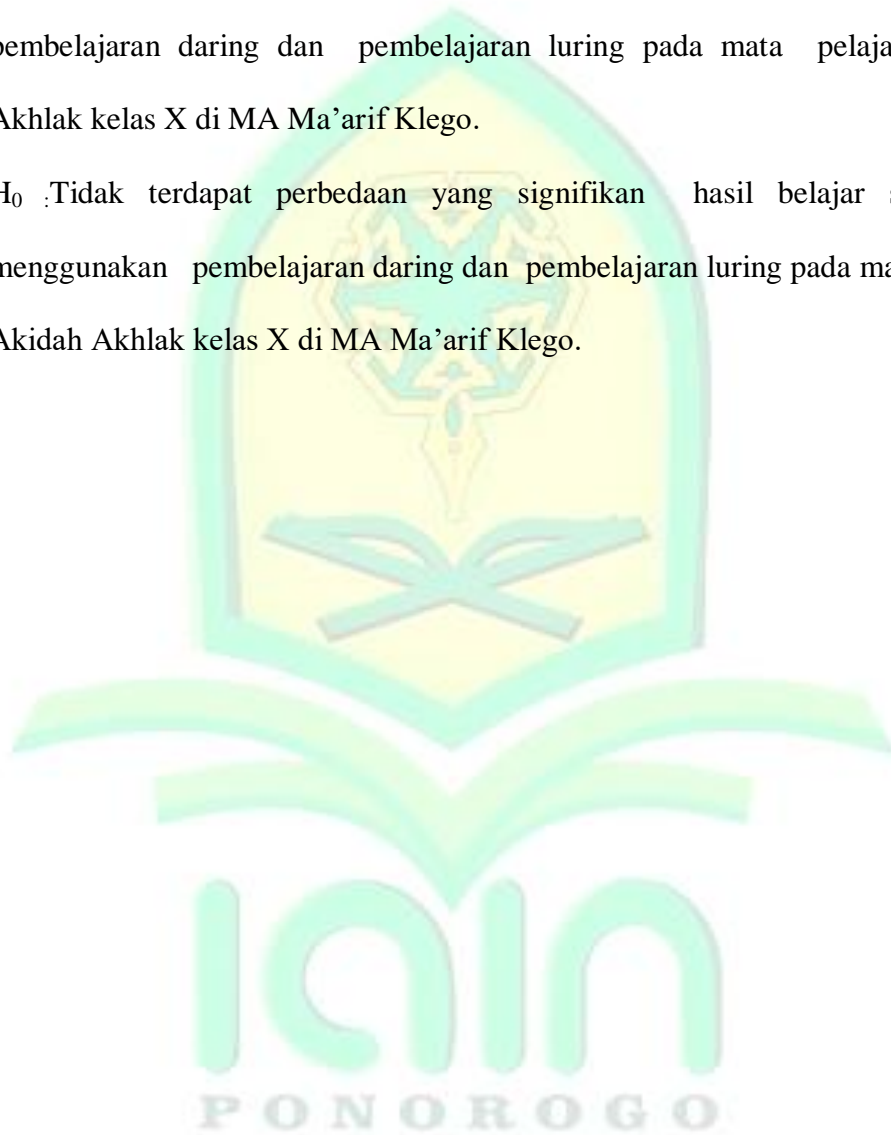 pembelajaran daring dan pembelajaran luring pada mata
Akhlak kelas X di MA Ma’arif Klego.
H₀ :Tidak terdapat perbedaan yang signifikan hasil belajar
menggunakan pembelajaran daring dan pembelajaran luring pada
Akidah Akhlak kelas X di MA Ma’arif Klego.
iain
PONOROGO